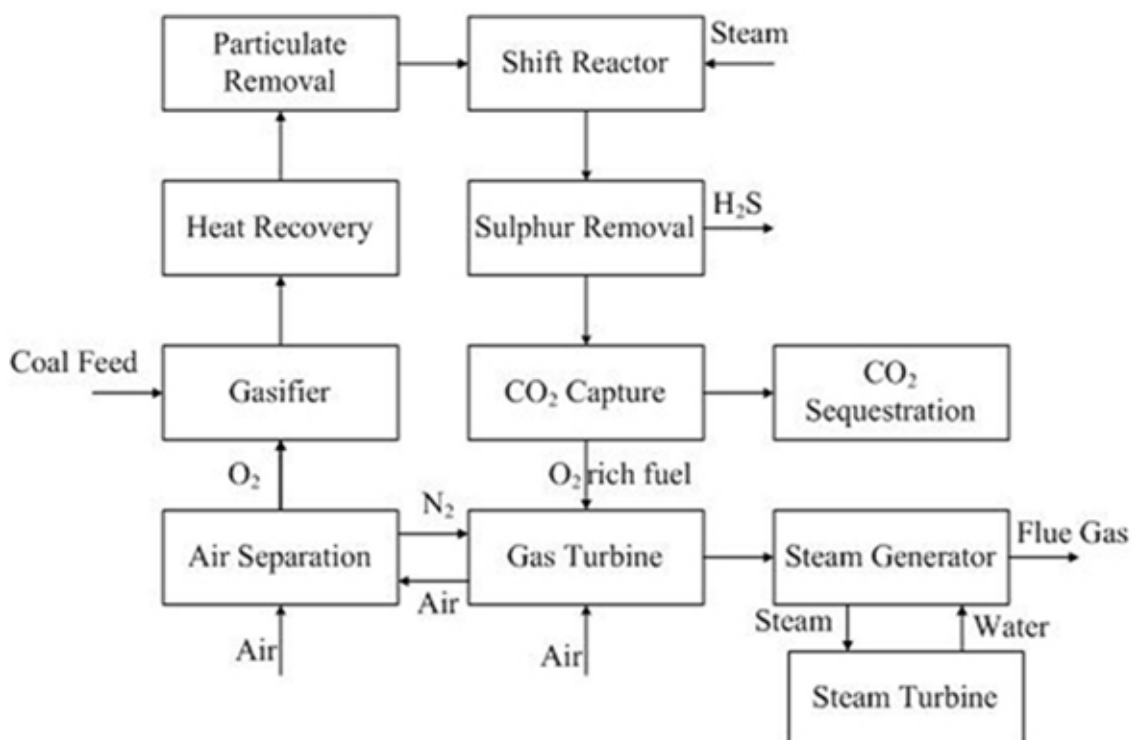 Particulate
Removal
Shift Reactor
Steam
Heat Recovery
Sulphur Removal
H₂S
Coal Feed
Gasifier
CO₂ Capture
CO₂
Sequestration
O₂
O₂ rich fuel
N₂
Air Separation
Gas Turbine
Steam Generator
Flue Gas
Air
Air
Air
Steam
Water
Steam Turbine